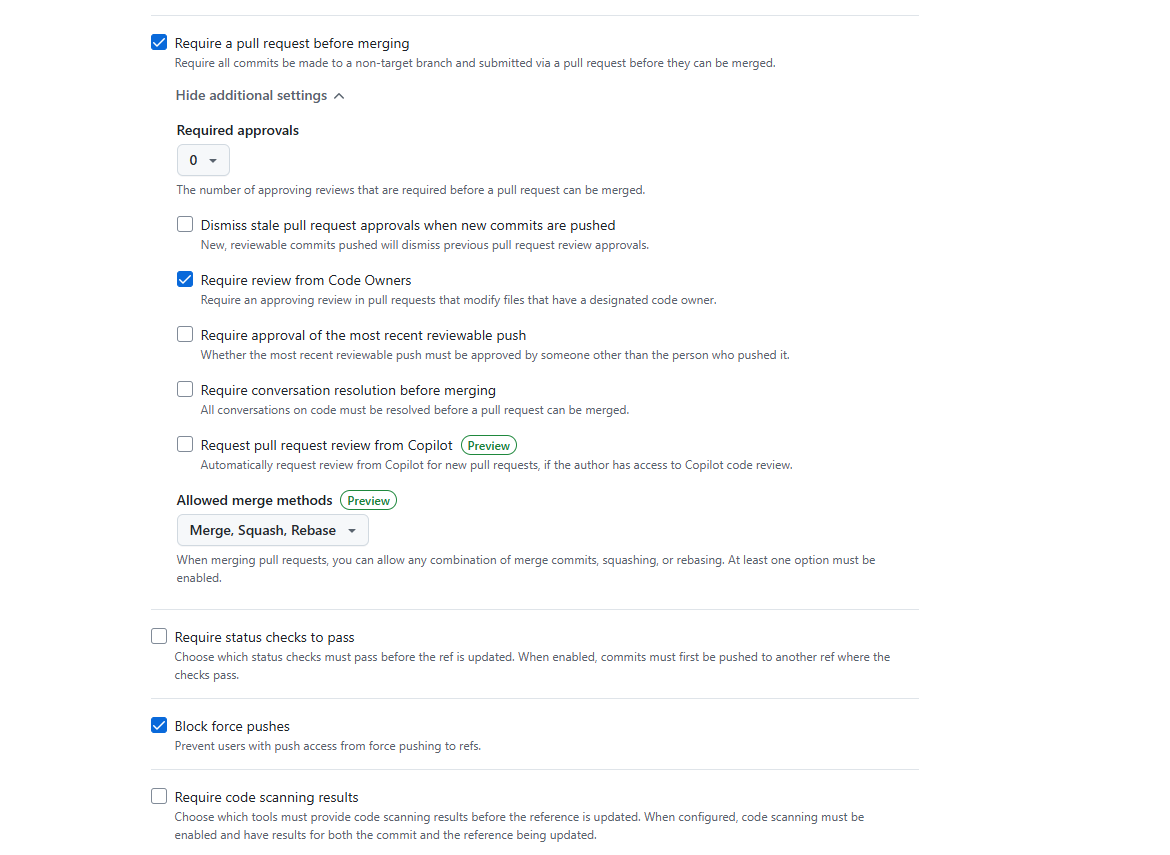 Require a pull request before merging
Require all commits be made to a non-target branch and submitted via a pull request before they can be merged.
Hide additional settings
Required approvals
0
The number of approving reviews that are required before a pull request can be merged.
Dismiss stale pull request approvals when new commits are pushed
New, reviewable commits pushed will dismiss previous pull request review approvals.
Require review from Code Owners
Require an approving review in pull requests that modify files that have a designated code owner.
Require approval of the most recent reviewable push
Whether the most recent reviewable push must be approved by someone other than the person who pushed it.
Require conversation resolution before merging
All conversations on code must be resolved before a pull request can be merged.
Request pull request review from Copilot Preview
Automatically request review from Copilot for new pull requests, if the author has access to Copilot code review.
Allowed merge methods Preview
Merge, Squash, Rebase
When merging pull requests, you can allow any combination of merge commits, squashing, or rebasing. At least one option must be
enabled.
Require status checks to pass
Choose which status checks must pass before the ref is updated. When enabled, commits must first be pushed to another ref where the
checks pass.
Block force pushes
Prevent users with push access from force pushing to refs.
Require code scanning results
Choose which tools must provide code scanning results before the reference is updated. When configured, code scanning must be
enabled and have results for both the commit and the reference being updated.